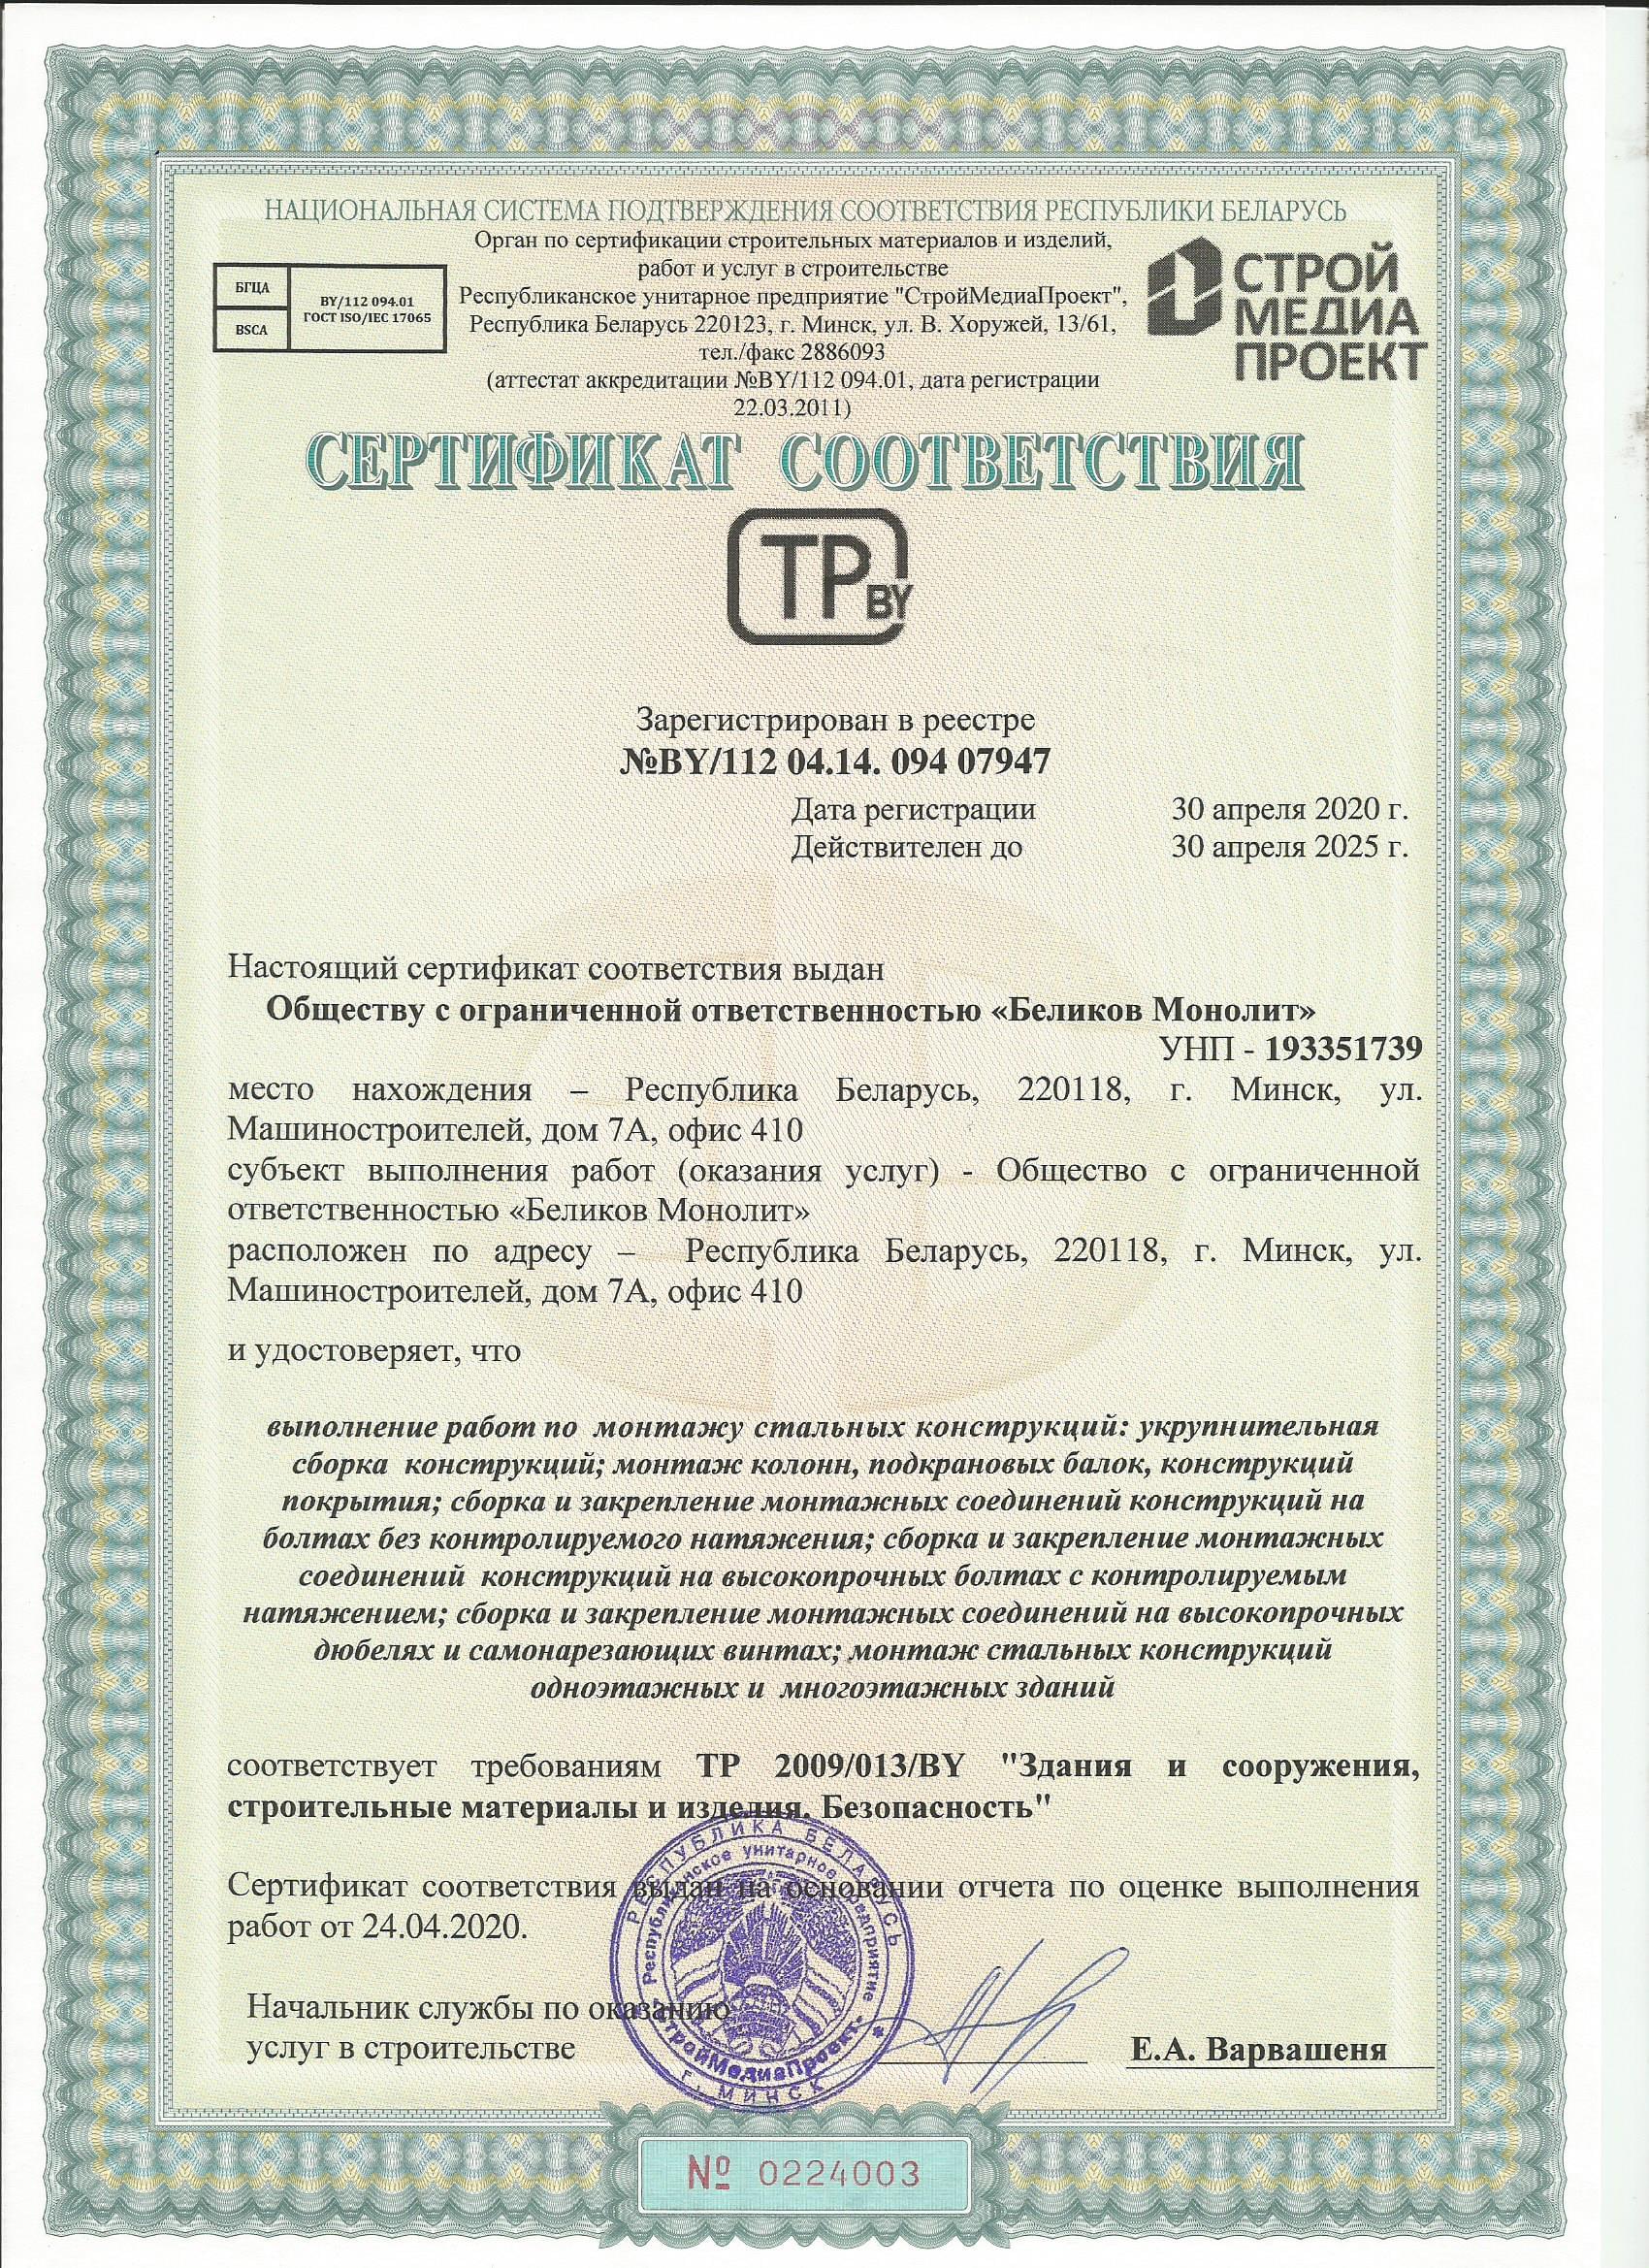 НАЦИОНАЛЬНАЯ СИСТЕМА ПОДТВЕРЖДЕНИЯ СООТВЕТСТВИЯ РЕСПУБЛИКИ БЕЛАРУСЬ
Орган по сертификации строительных материалов и изделий,
работ и услуг в строительстве
Республиканское унитарное предприятие "СтройМедиаПроект",
Республика Беларусь 220123, г. Минск, ул. В. Хоружей, 13/61,
тел./факс 2886093
(аттестат аккредитации №BY/112 094.01, дата регистрации
22.03.2011)
БГЦА
BSCA
BY/112 094.01
ГОСТ ISO/IEC 17065
СТРОЙ
МЕДИА
ПРОЕКТ
СЕРТИФИКАТ СООТВЕТСТВИЯ
ТР BY
Зарегистрирован в реестре
№BY/112 04.14. 094 07947
Дата регистрации 30 апреля 2020 г.
Действителен до 30 апреля 2025 г.
Настоящий сертификат соответствия выдан
Обществу с ограниченной ответственностью «Беликов Монолит»
УНП - 193351739
место нахождения – Республика Беларусь, 220118, г. Минск, ул.
Машиностроителей, дом 7А, офис 410
субъект выполнения работ (оказания услуг) - Общество с ограниченной
ответственностью «Беликов Монолит»
расположен по адресу – Республика Беларусь, 220118, г. Минск, ул.
Машиностроителей, дом 7А, офис 410
и удостоверяет, что
выполнение работ по монтажу стальных конструкций: укрупнительная
сборка конструкций; монтаж колонн, подкрановых балок, конструкций
покрытия; сборка и закрепление монтажных соединений конструкций на
болтах без контролируемого натяжения; сборка и закрепление монтажных
соединений конструкций на высокопрочных болтах с контролируемым
натяжением; сборка и закрепление монтажных соединений на высокопрочных
дюбелях и самонарезающих винтах; монтаж стальных конструкций
одноэтажных и многоэтажных зданий
соответствует требованиям ТР 2009/013/BY "Здания и сооружения,
строительные материалы и изделия. Безопасность"
Сертификат соответствия выдан на основании отчета по оценке выполнения
работ от 24.04.2020.
Начальник службы по оказанию
услуг в строительстве
Е.А. Варвашеня
РЕСПУБЛИКА БЕЛАРУСЬ
Республиканское унитарное предприятие
"СтройМедиаПроект"
г. МИНСК
№ 0224003